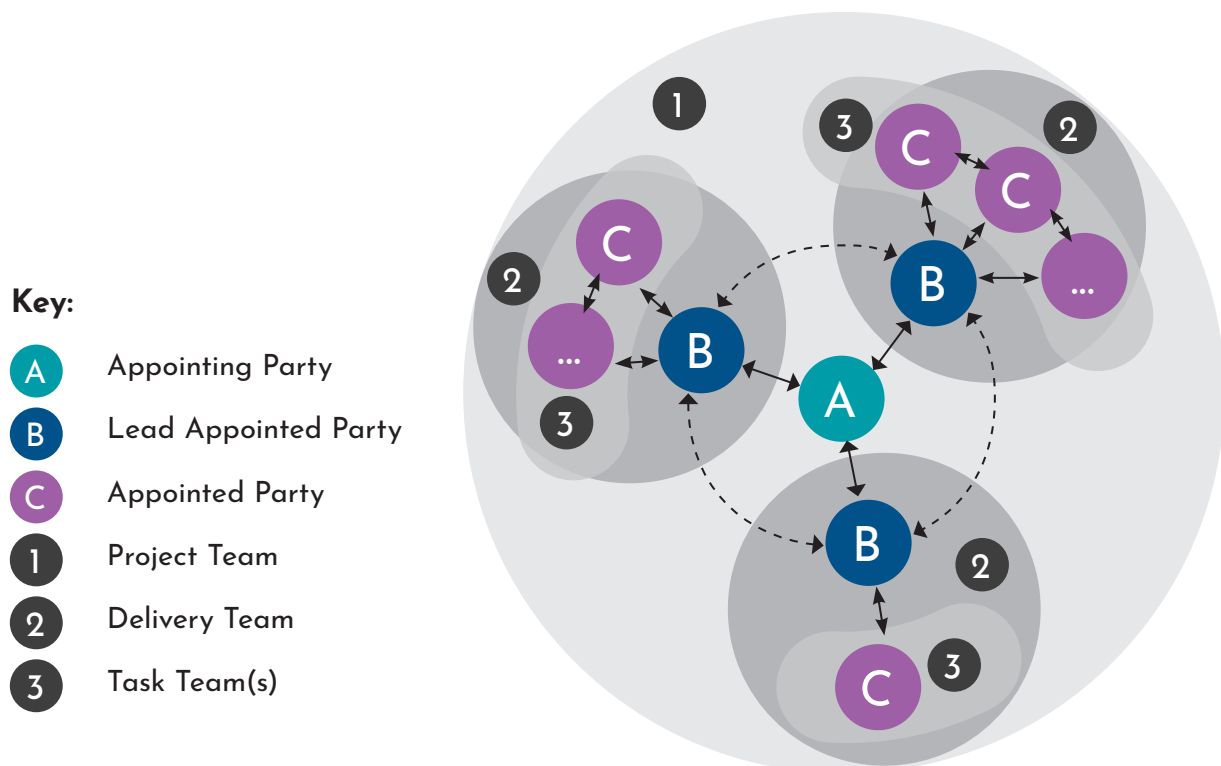 Key:
A Appointing Party
B Lead Appointed Party
C Appointed Party
1 Project Team
2 Delivery Team
3 Task Team(s)
1
3
C
2
C
B
...
2
C
...
B
3
A
B
2
C
3